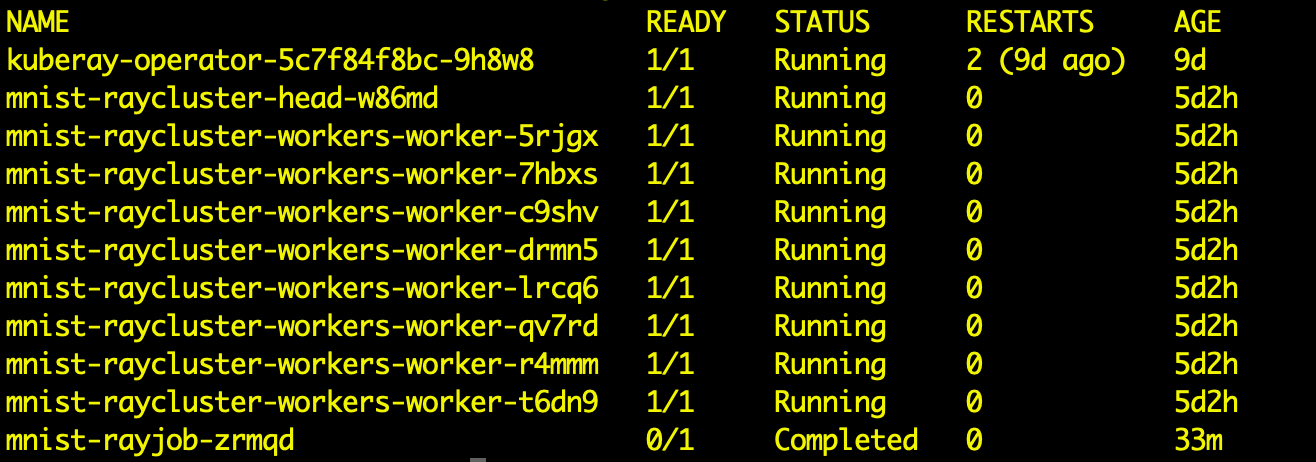 NAME READY STATUS RESTARTS AGE
kuberay-operator-5c7f84f8bc-9h8w8 1/1 Running 2 (9d ago) 9d
mnist-raycluster-head-w86md 1/1 Running 0 5d2h
mnist-raycluster-workers-worker-5rjgx 1/1 Running 0 5d2h
mnist-raycluster-workers-worker-7hbxs 1/1 Running 0 5d2h
mnist-raycluster-workers-worker-c9shv 1/1 Running 0 5d2h
mnist-raycluster-workers-worker-drmn5 1/1 Running 0 5d2h
mnist-raycluster-workers-worker-lrcq6 1/1 Running 0 5d2h
mnist-raycluster-workers-worker-qv7rd 1/1 Running 0 5d2h
mnist-raycluster-workers-worker-r4mmm 1/1 Running 0 5d2h
mnist-raycluster-workers-worker-t6dn9 1/1 Running 0 5d2h
mnist-rayjob-zrmqd 0/1 Completed 0 33m